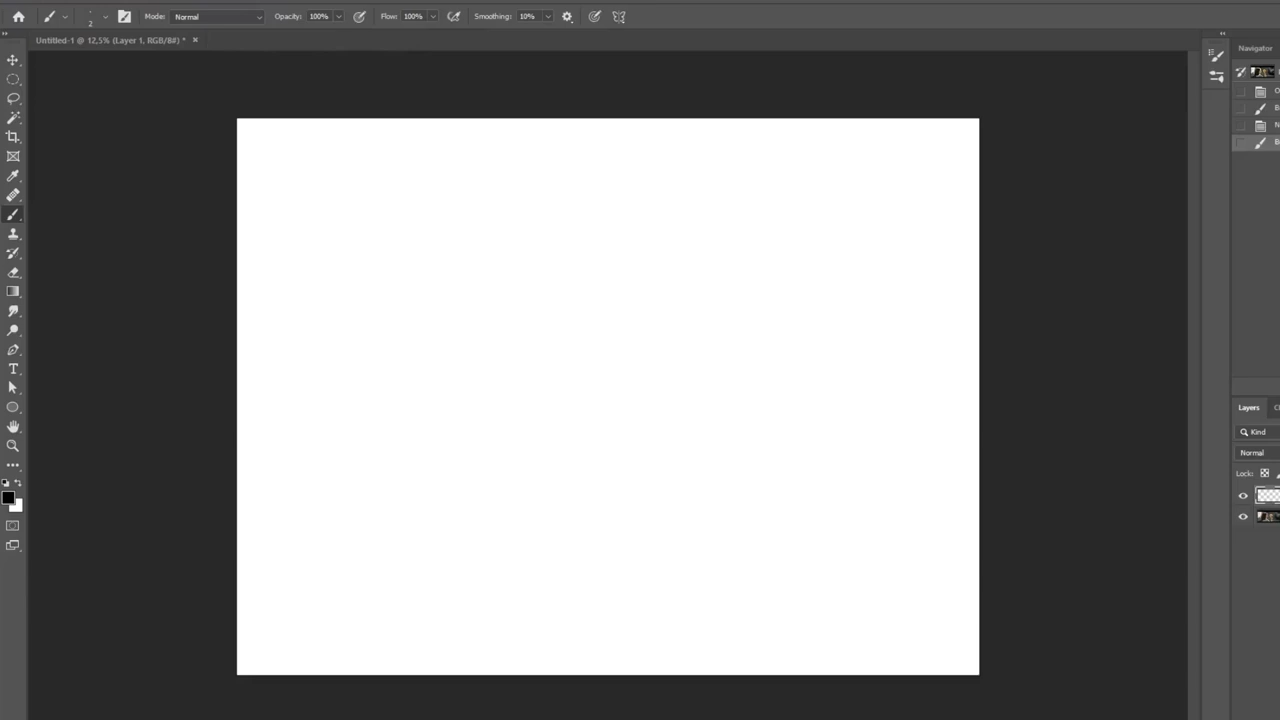 2 Mode: Normal Opacity: 100% Flow: 100% Smoothing: 10%
Untitled-1 @ 12,5% (Layer 1, RGB/8#) * ×
Navigator
Layers
Kind
Normal
Lock: